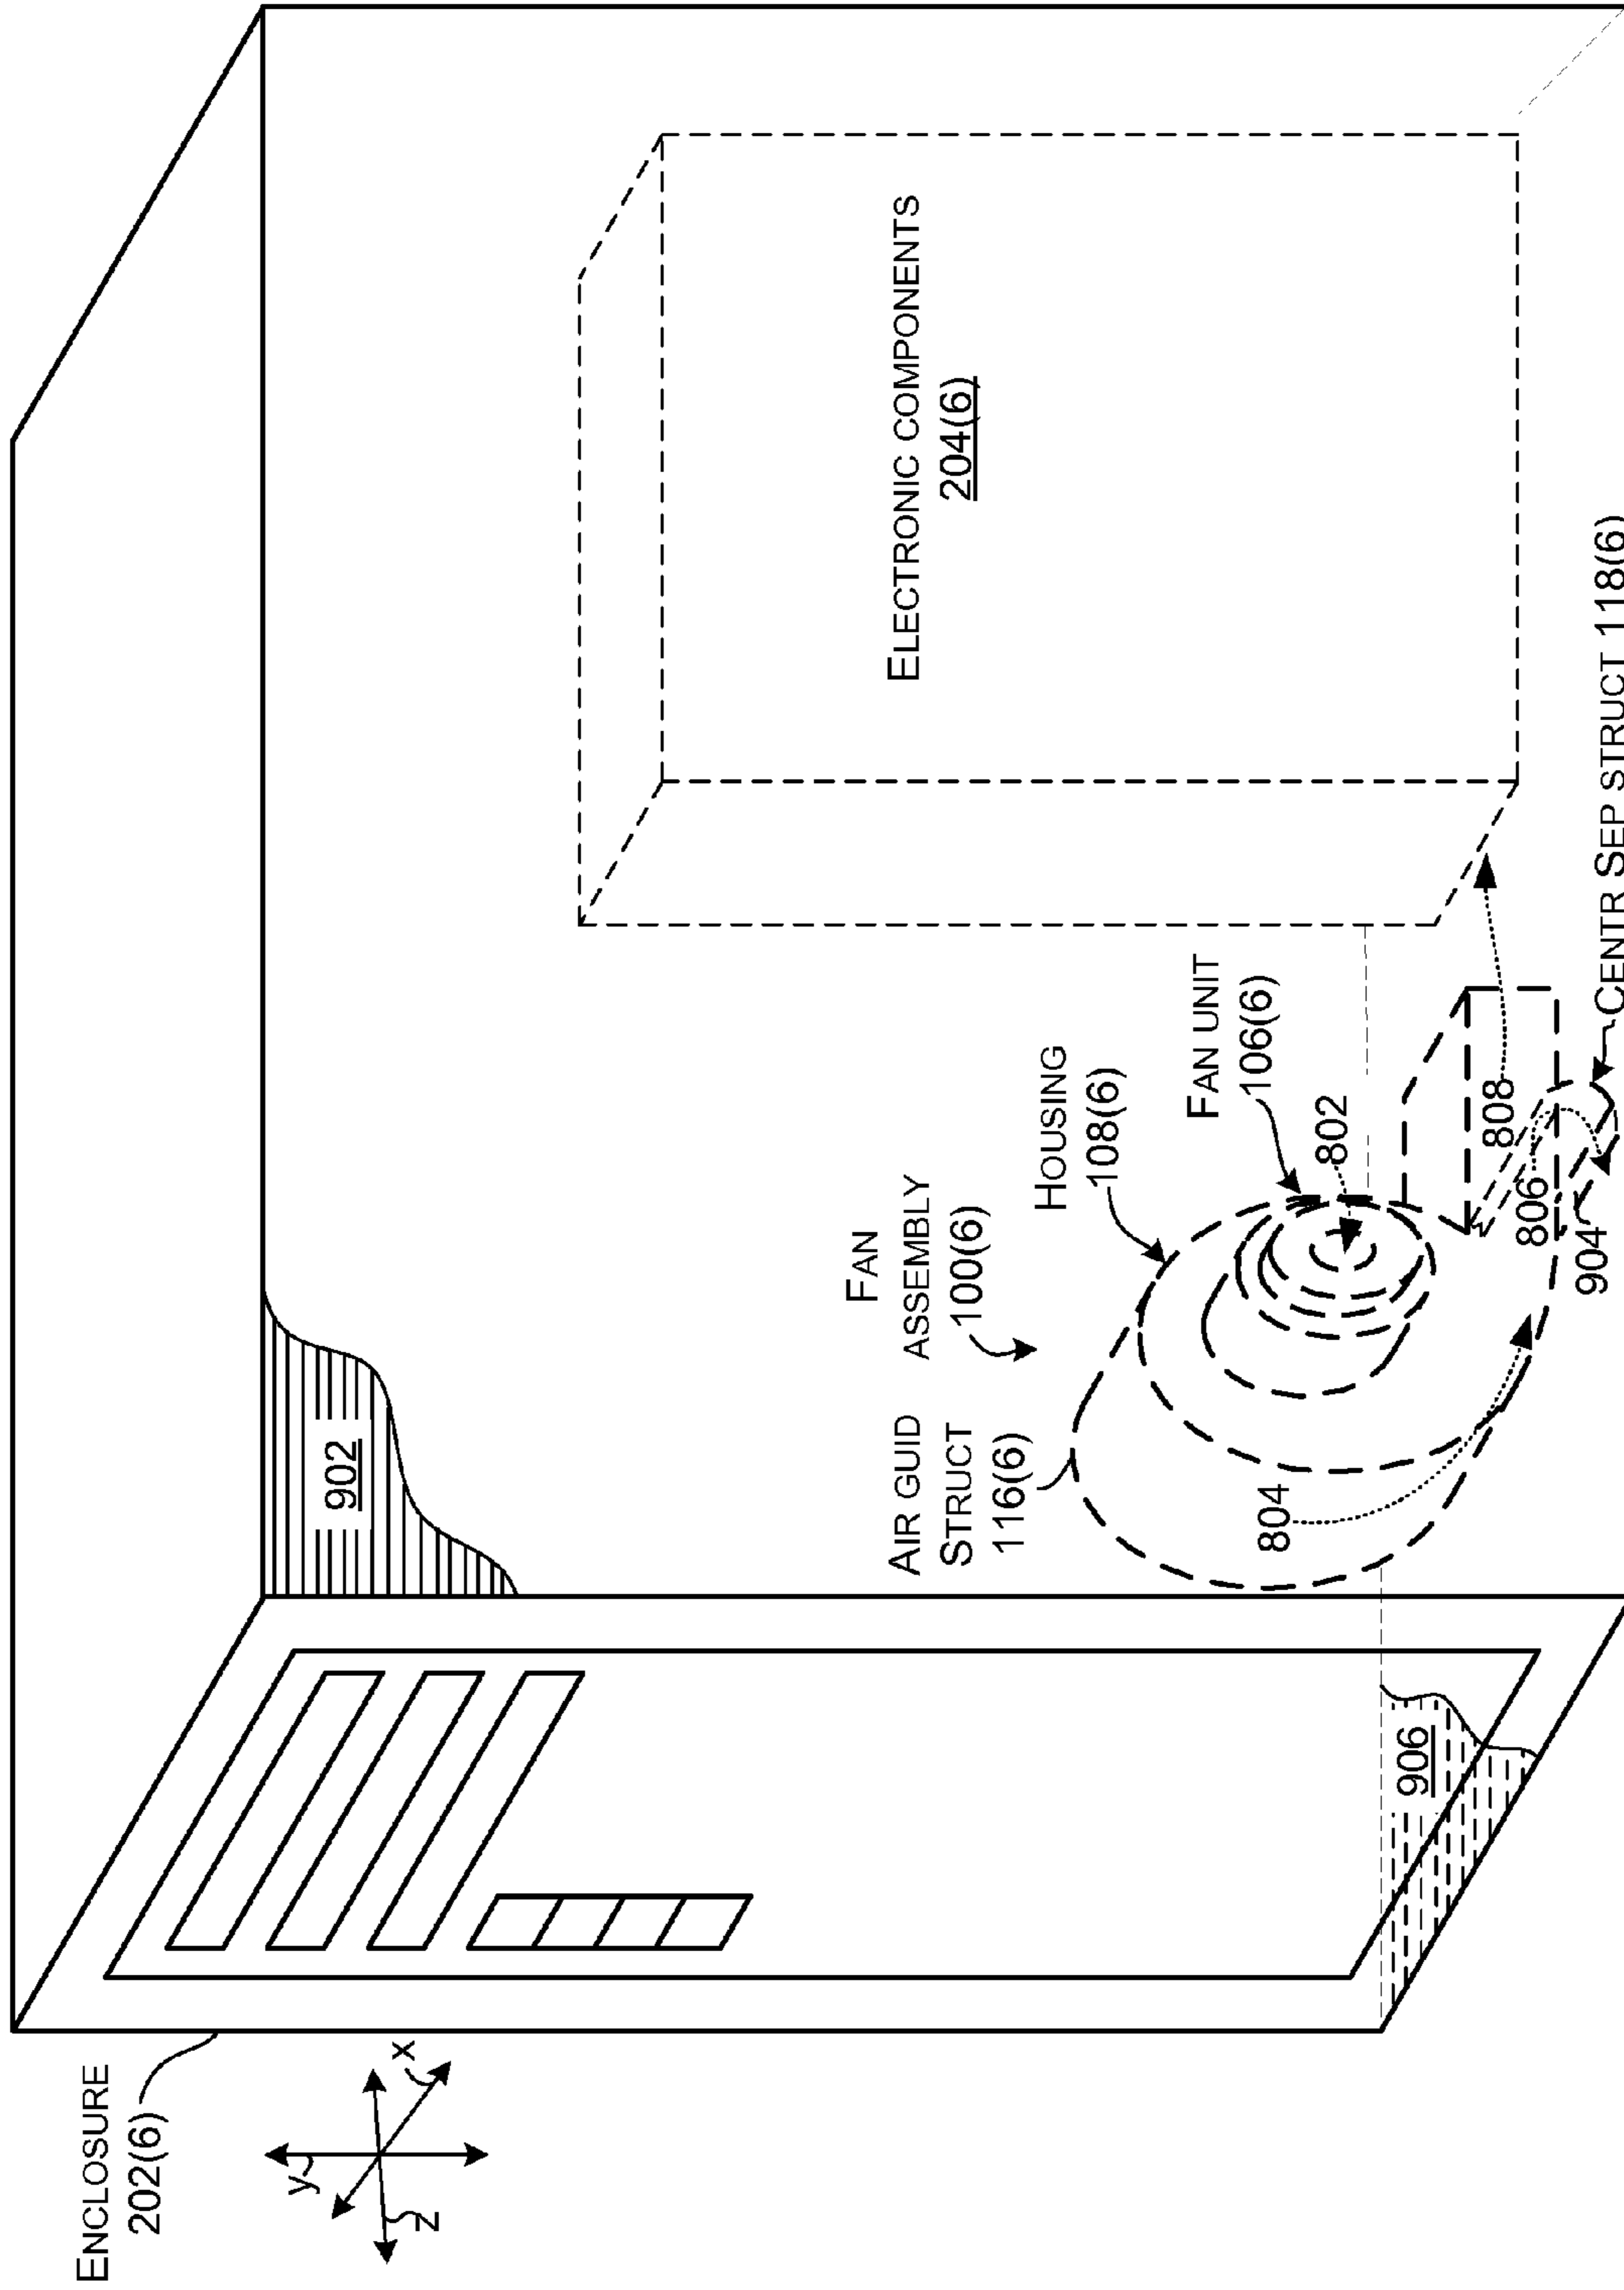 ENCLOSURE
202(6)
y
x
z
902
906
FAN
ASSEMBLY
100(6)
AIR GUID
STRUCT
116(6)
HOUSING
108(6)
FAN UNIT
106(6)
802
804
806
808
904
ELECTRONIC COMPONENTS
204(6)
CENTR SEP STRUCT 118(6)